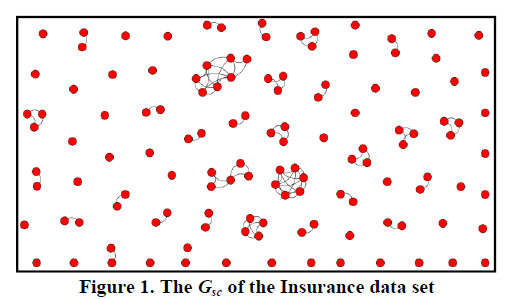 Figure 1. The Gsc of the Insurance data set